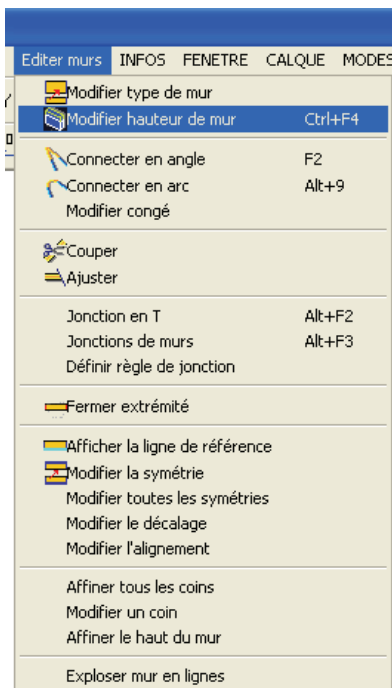 Editer murs INFOS FENETRE CALQUE MODES
Modifier type de mur
Modifier hauteur de mur Ctrl+F4
Connecter en angle F2
Connecter en arc Alt+9
Modifier congé
Couper
Ajuster
Jonction en T Alt+F2
Jonctions de murs Alt+F3
Définir règle de jonction
Fermer extrémité
Afficher la ligne de référence
Modifier la symétrie
Modifier toutes les symétries
Modifier le décalage
Modifier l'alignement
Affiner tous les coins
Modifier un coin
Affiner le haut du mur
Exploser mur en lignes